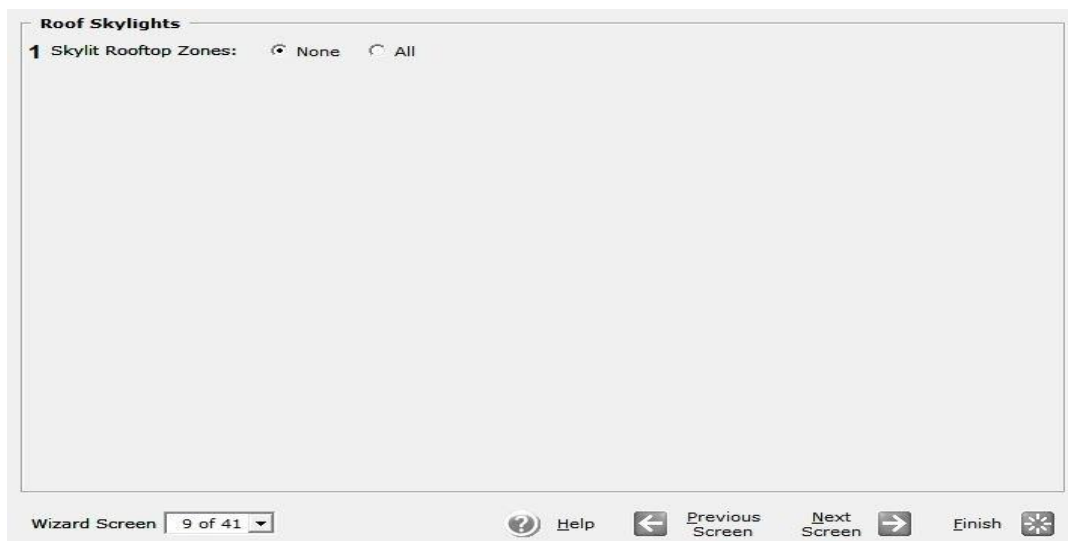 Roof Skylights
1 Skylit Rooftop Zones: None All
Wizard Screen 9 of 41 Help Previous Screen Next Screen Finish